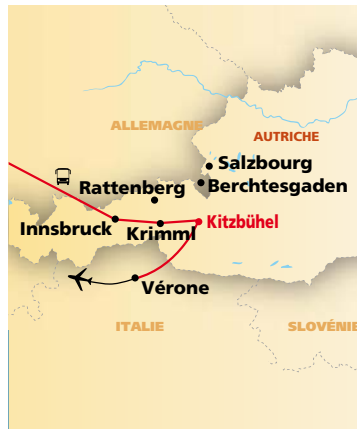 ALLEMAGNE
AUTRICHE
Salzbourg
Rattenberg
Berchtesgaden
Innsbruck
Krimml
Kitzbühel
Vérone
ITALIE
SLOVÉNIE